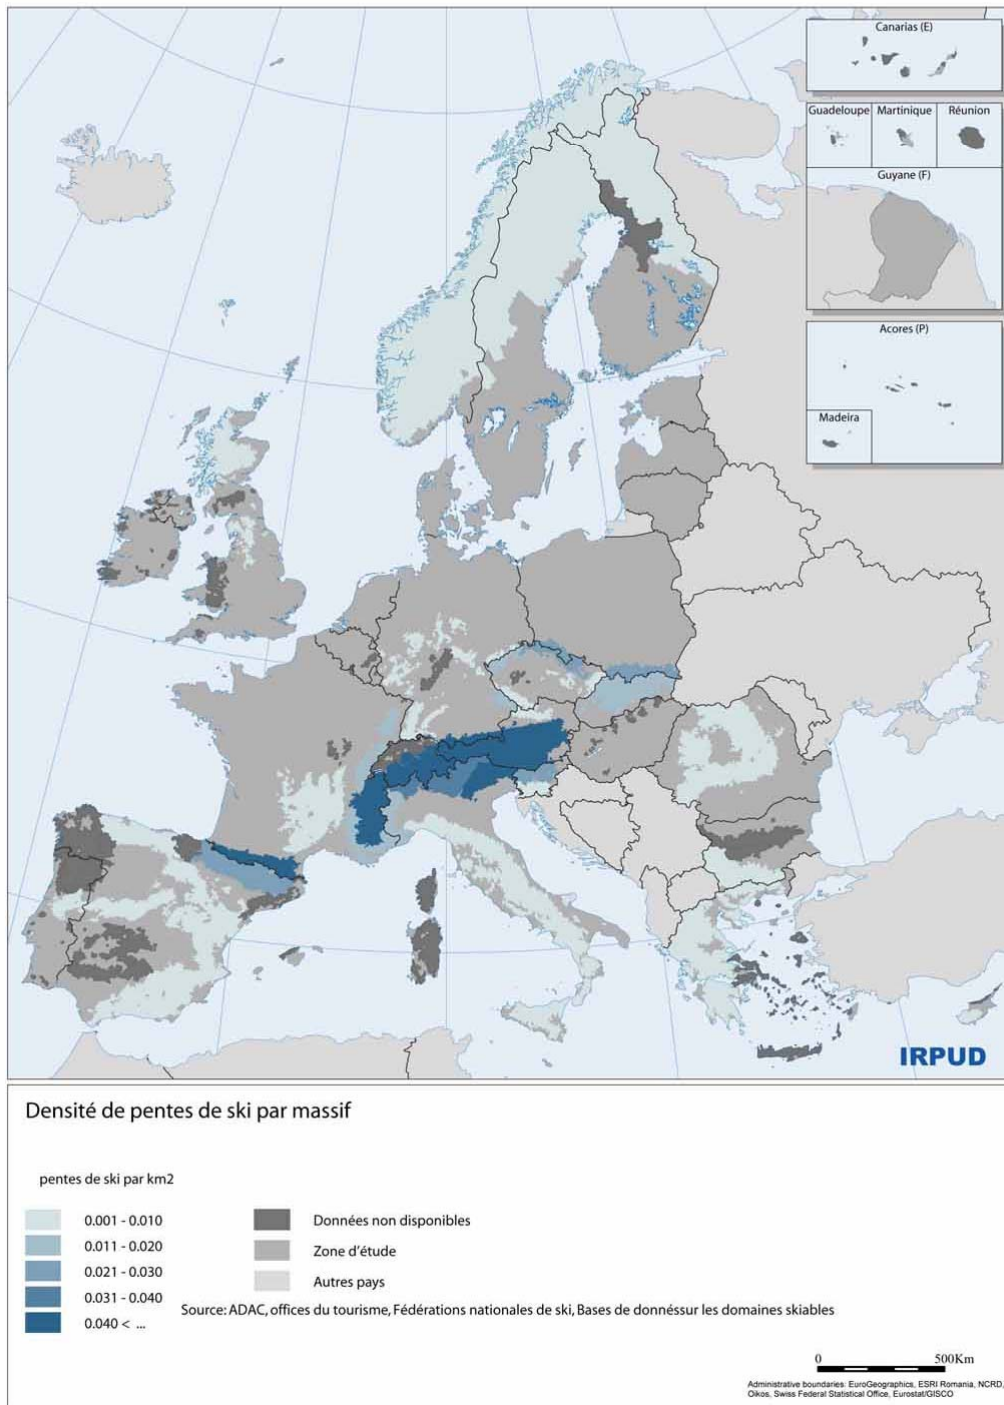 Canarias (E)
Guadeloupe
Martinique
Réunion
Guyane (F)
Acores (P)
Madeira
IRPUD
Densité de pentes de ski par massif
pentes de ski par km2
0.001 - 0.010
0.011 - 0.020
0.021 - 0.030
0.031 - 0.040
0.040 < ...
Données non disponibles
Zone d'étude
Autres pays
Source: ADAC, offices du tourisme, Fédérations nationales de ski, Bases de donnéssur les domaines skiables
0 500Km
Administrative boundaries: EuroGeographics, ESRI Romania, NCRD,
Oikos, Swiss Federal Statistical Office, Eurostat/GISCO